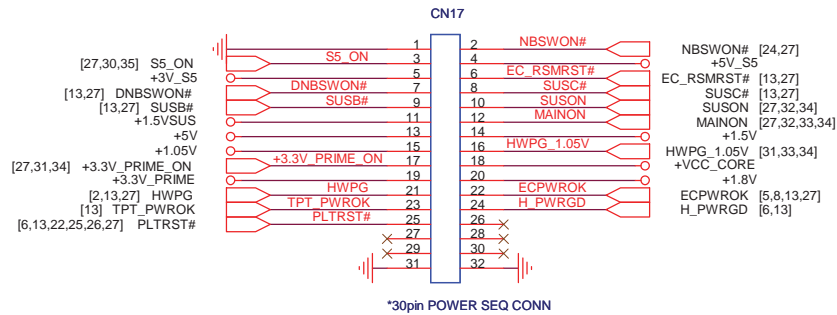 CN17
1 2 NBSWON# NBSWON# [24,27]
[27,30,35] S5_ON S5_ON 3 4 +5V_S5
+3V_S5 5 6 EC_RSMRST# EC_RSMRST# [13,27]
[13,27] DNBSWON# DNBSWON# 7 8 SUSC# SUSC# [13,27]
[13,27] SUSB# SUSB# 9 10 SUSON SUSON [27,32,34]
+1.5VSUS 11 12 MAINON MAINON [27,32,33,34]
+5V 13 14 +1.5V
+1.05V 15 16 HWPG_1.05V HWPG_1.05V [31,33,34]
[27,31,34] +3.3V_PRIME_ON +3.3V_PRIME_ON 17 18 +VCC_CORE
+3.3V_PRIME 19 20 +1.8V
[2,13,27] HWPG HWPG 21 22 ECPWROK ECPWROK [5,8,13,27]
[13] TPT_PWROK TPT_PWROK 23 24 H_PWRGD H_PWRGD [6,13]
[6,13,22,25,26,27] PLTRST# PLTRST# 25 26
27 28
29 30
31 32
*30pin POWER SEQ CONN